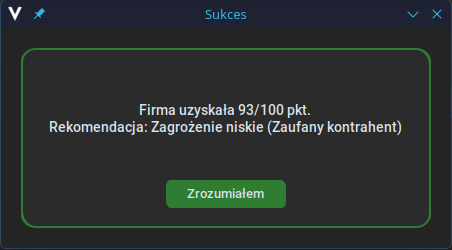 Sukces
Firma uzyskała 93/100 pkt.
Rekomendacja: Zagrożenie niskie (Zaufany kontrahent)
Zrozumiałem